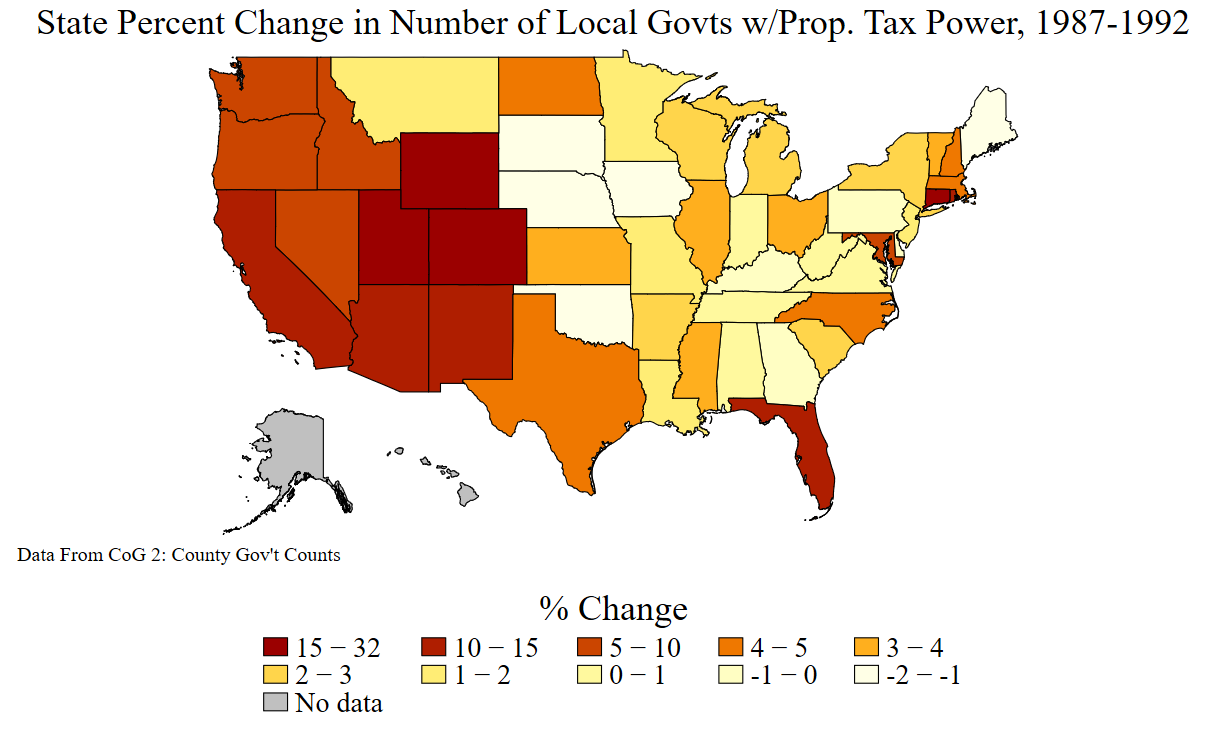 State Percent Change in Number of Local Govts w/Prop. Tax Power, 1987-1992
Data From CoG 2: County Gov't Counts
% Change
15 − 32 10 − 15 5 − 10 4 − 5 3 − 4
2 − 3 1 − 2 0 − 1 -1 − 0 -2 − -1
No data